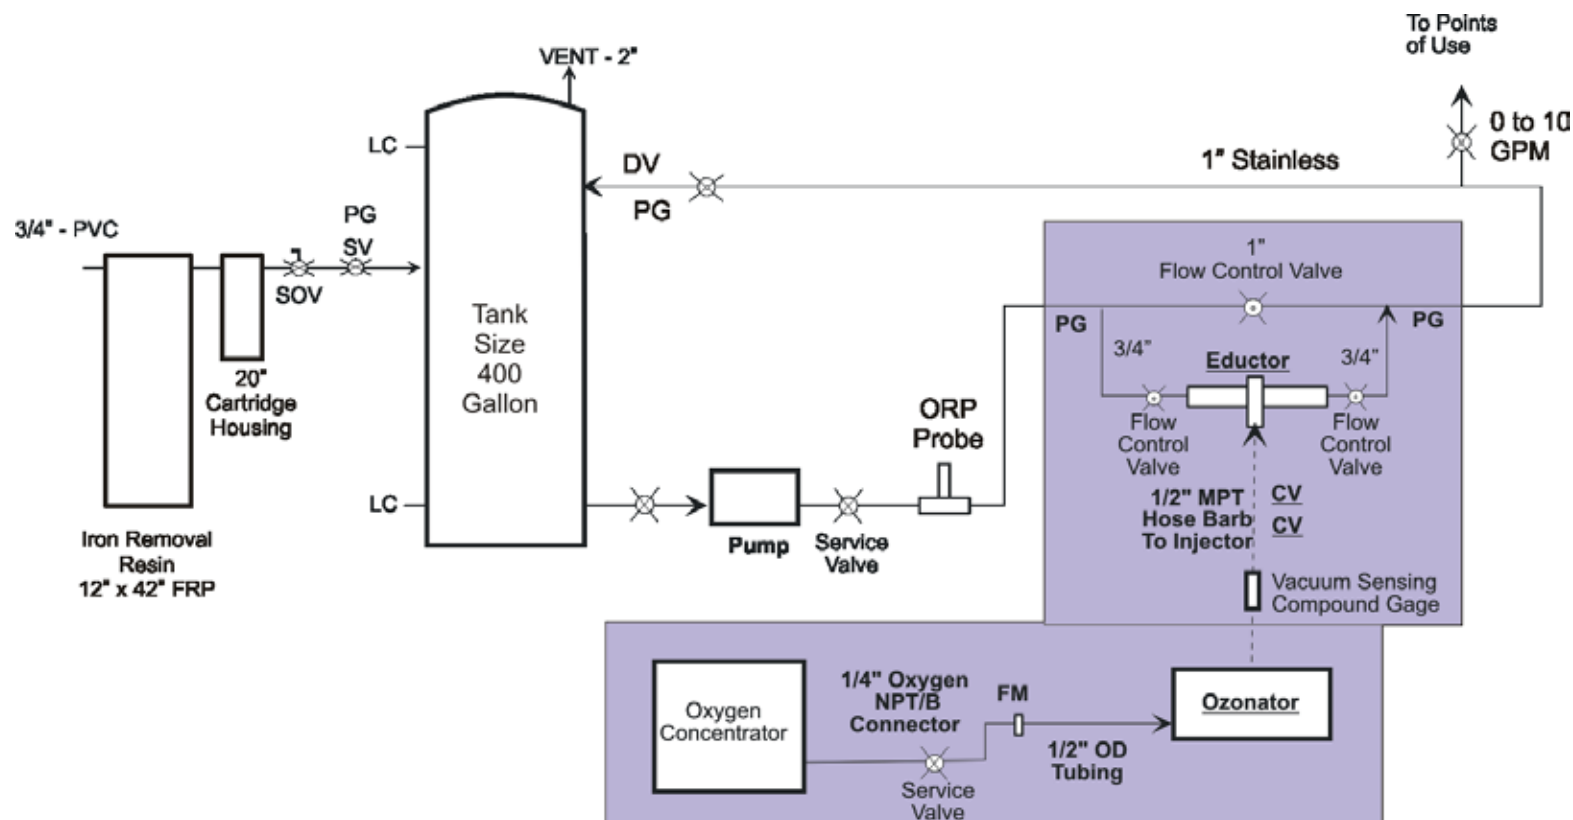 To Points
of Use
VENT - 2"
0 to 10
GPM
LC
DV
1" Stainless
PG
PG
3/4" - PVC
SV
SOV
1"
Flow Control Valve
Tank
Size
400
Gallon
PG
PG
3/4"
3/4"
Eductor
20"
Cartridge
Housing
ORP
Probe
Flow
Control
Valve
Flow
Control
Valve
LC
1/2" MPT
Hose Barb
To Injector
CV
CV
Iron Removal
Resin
12" x 42" FRP
Pump
Service
Valve
Vacuum Sensing
Compound Gage
1/4" Oxygen
NPT/B
Connector
FM
Oxygen
Concentrator
Ozonator
1/2" OD
Tubing
Service
Valve